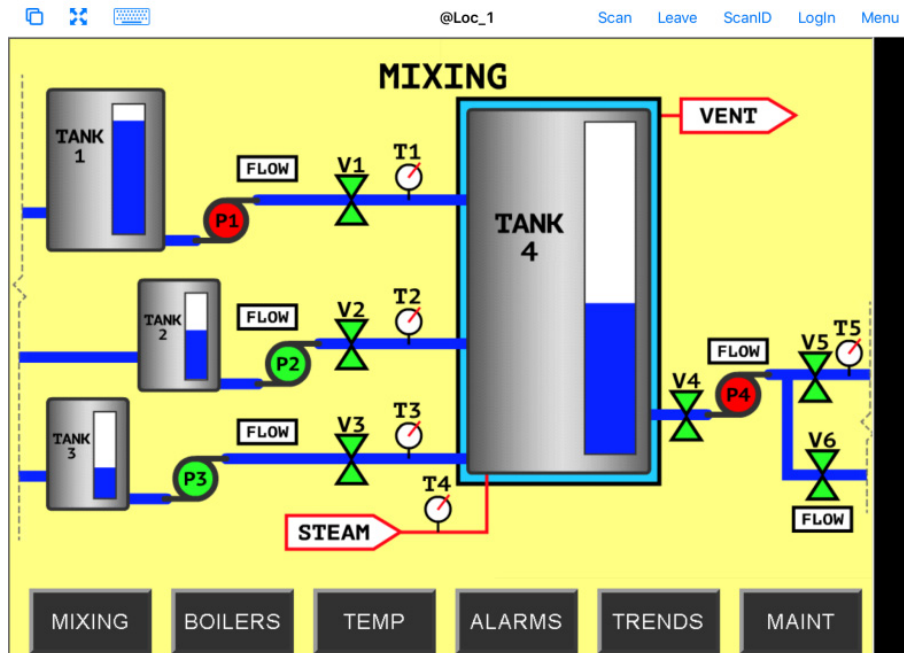 @Loc_1
Scan
Leave
ScanID
LogIn
Menu
MIXING
TANK
1
FLOW
V1
T1
P1
TANK
4
VENT
TANK
2
FLOW
V2
T2
P2
TANK
3
FLOW
V3
T3
P3
T4
STEAM
V4
FLOW
P4
V5
T5
V6
FLOW
MIXING
BOILERS
TEMP
ALARMS
TRENDS
MAINT